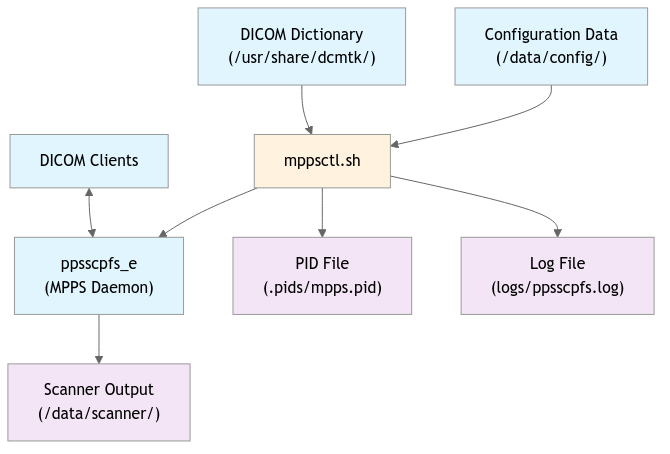 DICOM Dictionary
(/usr/share/dcmtk/)
Configuration Data
(/data/config/)
DICOM Clients
mppsctl.sh
ppsscpfs_e
(MPPS Daemon)
PID File
(.pids/mpps.pid)
Log File
(logs/ppsscpfs.log)
Scanner Output
(/data/scanner/)